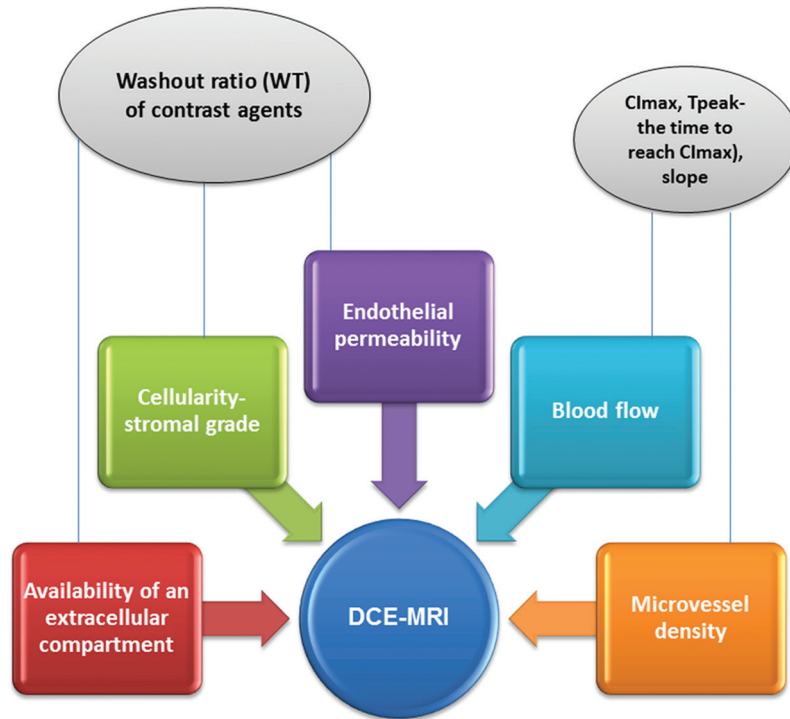 Washout ratio (WT)
of contrast agents
CImax, Tpeak-
the time to
reach CImax),
slope
Endothelial
permeability
Cellularity-
stromal grade
Blood flow
Availability of an
extracellular
compartment
DCE-MRI
Microvessel
density